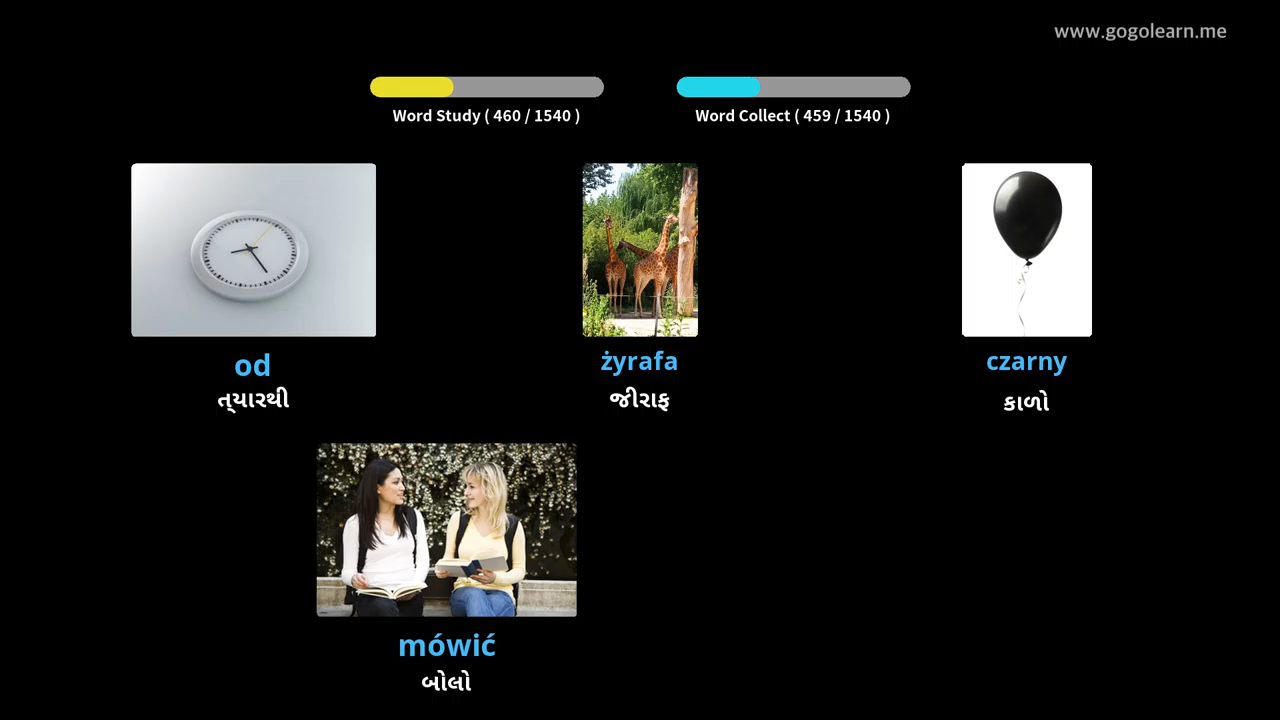 www.gogolearn.me
Word Study ( 460 / 1540 )
Word Collect ( 459 / 1540 )
od
ત્યારથી
żyrafa
જીરાફ
czarny
કાળો
mówić
બોલો